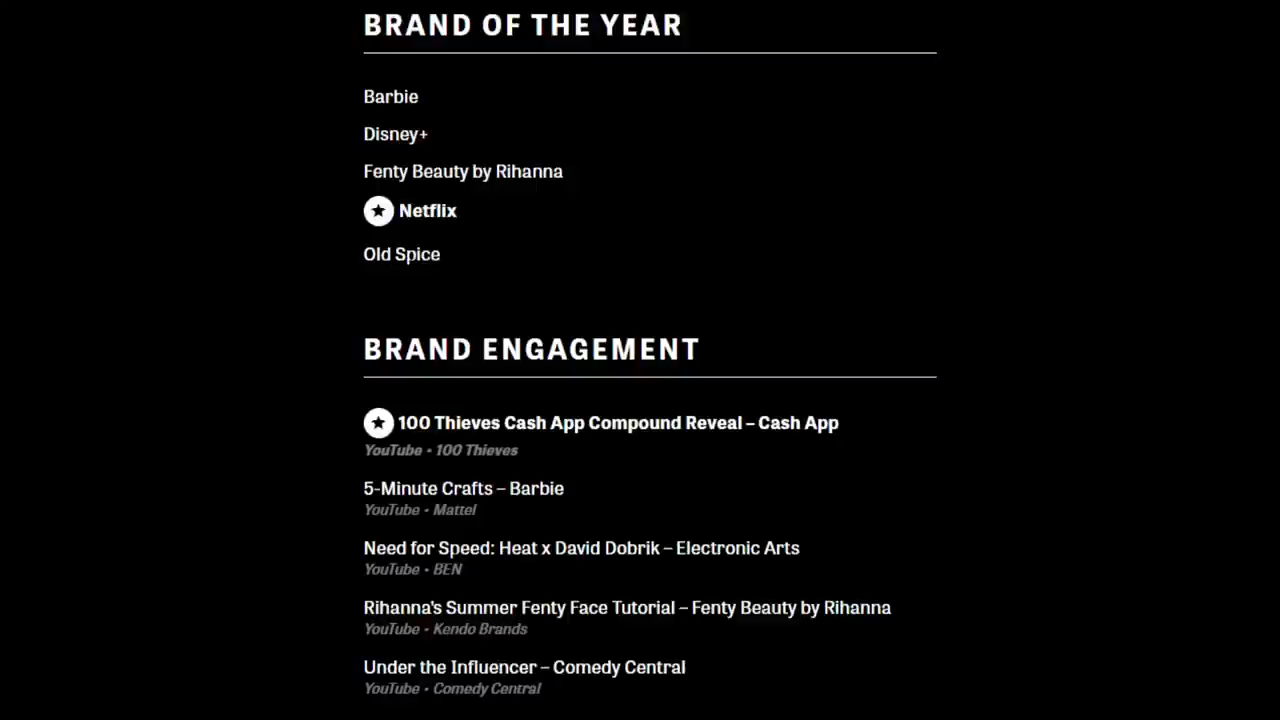 BRAND OF THE YEAR
Barbie
Disney+
Fenty Beauty by Rihanna
Netflix
Old Spice
BRAND ENGAGEMENT
100 Thieves Cash App Compound Reveal – Cash App
YouTube • 100 Thieves
5-Minute Crafts – Barbie
YouTube • Mattel
Need for Speed: Heat x David Dobrik – Electronic Arts
YouTube • BEN
Rihanna's Summer Fenty Face Tutorial – Fenty Beauty by Rihanna
YouTube • Kendo Brands
Under the Influencer – Comedy Central
YouTube • Comedy Central